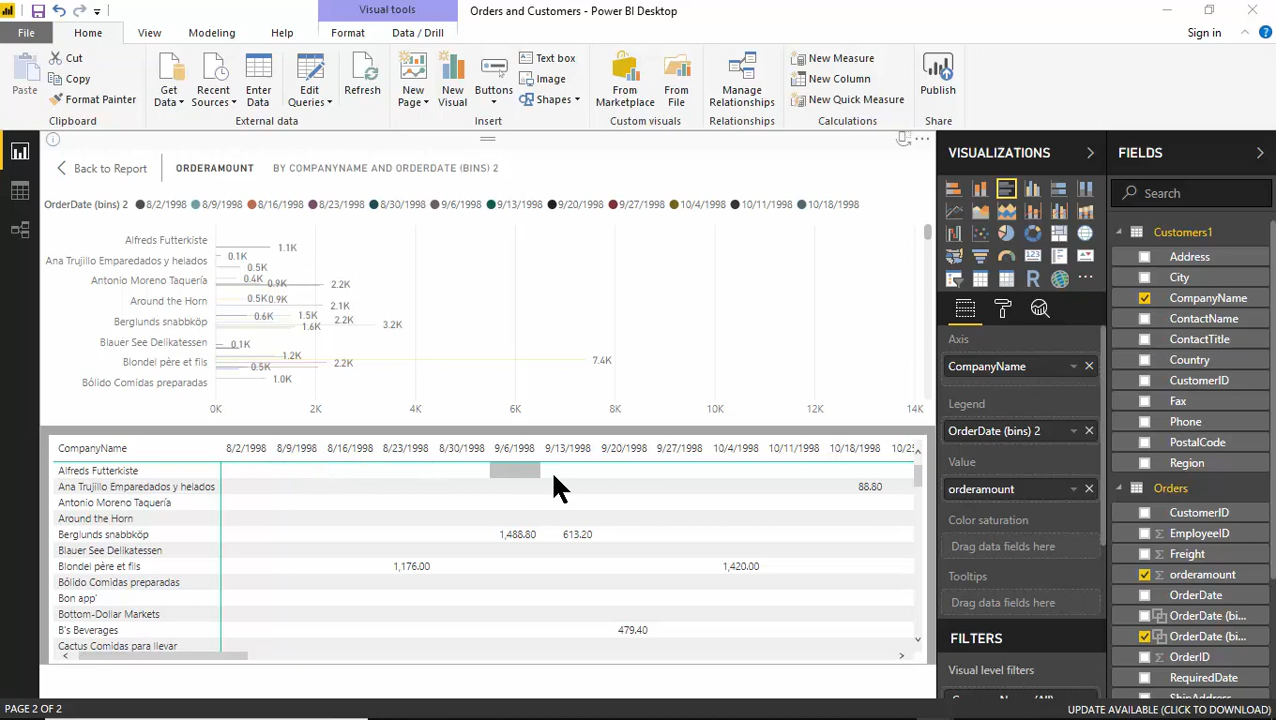 Visual tools
Orders and Customers - Power BI Desktop
File Home View Modeling Help Format Data / Drill Sign in
Paste
Cut
Copy
Format Painter
Clipboard
Get Data
Recent Sources
Enter Data
Edit Queries
Refresh
External data
New Page
New Visual
Buttons
Text box
Image
Shapes
Insert
From Marketplace
From File
Custom visuals
Manage Relationships
Relationships
New Measure
New Column
New Quick Measure
Calculations
Publish
Share
Back to Report ORDERAMOUNT BY COMPANYNAME AND ORDERDATE (BINS) 2
OrderDate (bins) 2 8/2/1998 8/9/1998 8/16/1998 8/23/1998 8/30/1998 9/6/1998 9/13/1998 9/20/1998 9/27/1998 10/4/1998 10/11/1998 10/18/1998
Alfreds Futterkiste 1.1K
Ana Trujillo Emparedados y helados 0.1K
0.5K
Antonio Moreno Taquería 0.4K 0.9K 2.2K
Around the Horn 0.5K 0.9K 2.1K
0.6K 1.5K
Berglunds snabbköp 1.6K 2.2K 3.2K
Blauer See Delikatessen 0.1K
1.2K
Blondel père et fils 0.5K 2.2K 7.4K
Bólido Comidas preparadas 1.0K
0K 2K 4K 6K 8K 10K 12K 14K
CompanyName 8/2/1998 8/9/1998 8/16/1998 8/23/1998 8/30/1998 9/6/1998 9/13/1998 9/20/1998 9/27/1998 10/4/1998 10/11/1998 10/18/1998 10/25
Alfreds Futterkiste
Ana Trujillo Emparedados y helados 88.80
Antonio Moreno Taquería
Around the Horn
Berglunds snabbköp 1,488.80 613.20
Blauer See Delikatessen
Blondel père et fils 1,176.00 1,420.00
Bólido Comidas preparadas
Bon app'
Bottom-Dollar Markets
B's Beverages 479.40
Cactus Comidas para llevar
VISUALIZATIONS
R
123
Axis
CompanyName
Legend
OrderDate (bins) 2
Value
orderamount
Color saturation
Drag data fields here
Tooltips
Drag data fields here
FILTERS
Visual level filters
FIELDS
Search
Customers1
Address
City
CompanyName
ContactName
ContactTitle
Country
CustomerID
Fax
Phone
PostalCode
Region
Orders
CustomerID
EmployeeID
Freight
orderamount
OrderDate
OrderDate (bi...
OrderDate (bi...
OrderID
RequiredDate
PAGE 2 OF 2
UPDATE AVAILABLE (CLICK TO DOWNLOAD)